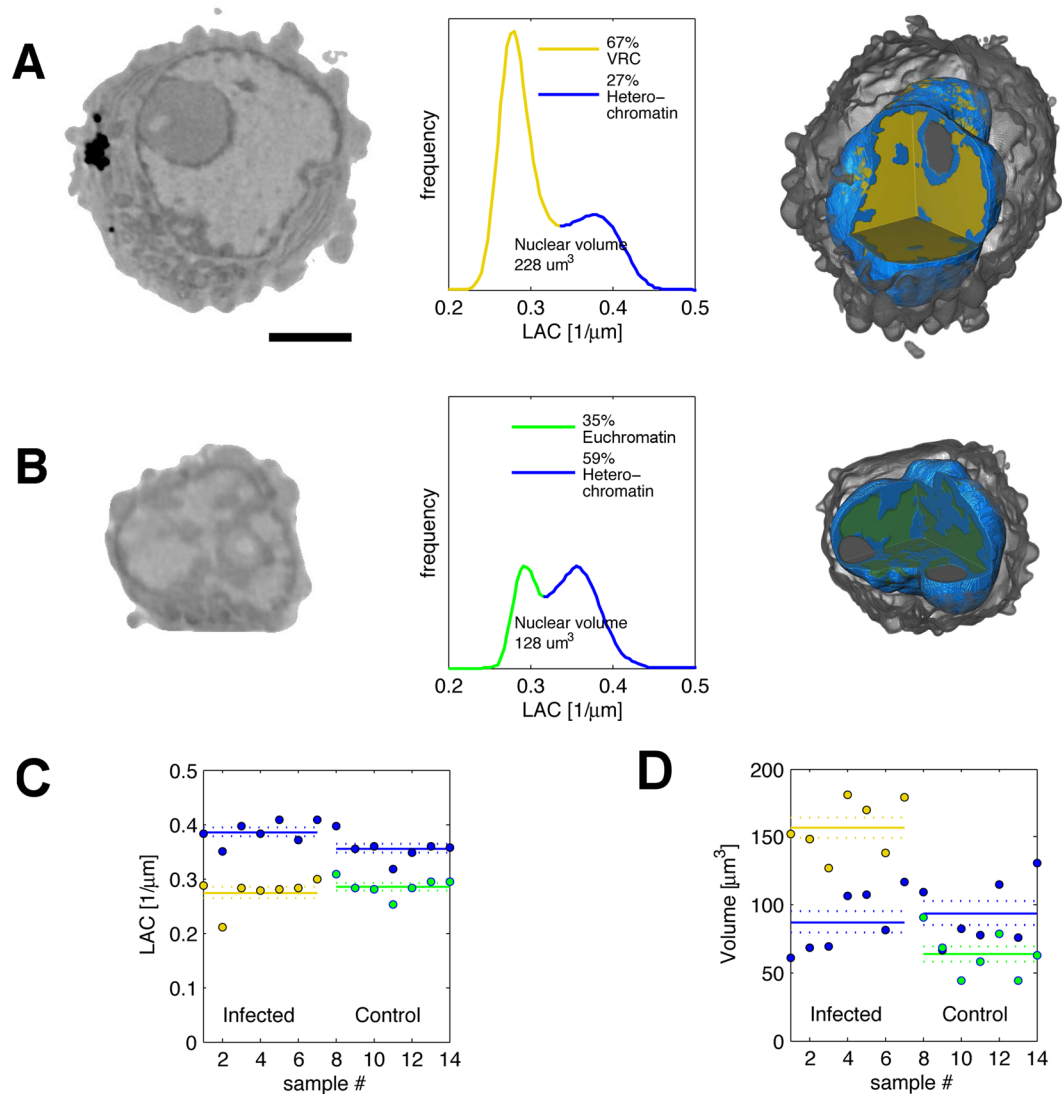 A
frequency
67%
VRC
27%
Hetero–
chromatin
Nuclear volume
228 um³
0.2 0.3 0.4 0.5
LAC [1/μm]
B
frequency
35%
Euchromatin
59%
Hetero–
chromatin
Nuclear volume
128 um³
0.2 0.3 0.4 0.5
LAC [1/μm]
C
LAC [1/μm]
0.5
0.4
0.3
0.2
0.1
0
Infected Control
2 4 6 8 10 12 14
sample #
D
Volume [μm³]
200
150
100
50
0
Infected Control
2 4 6 8 10 12 14
sample #